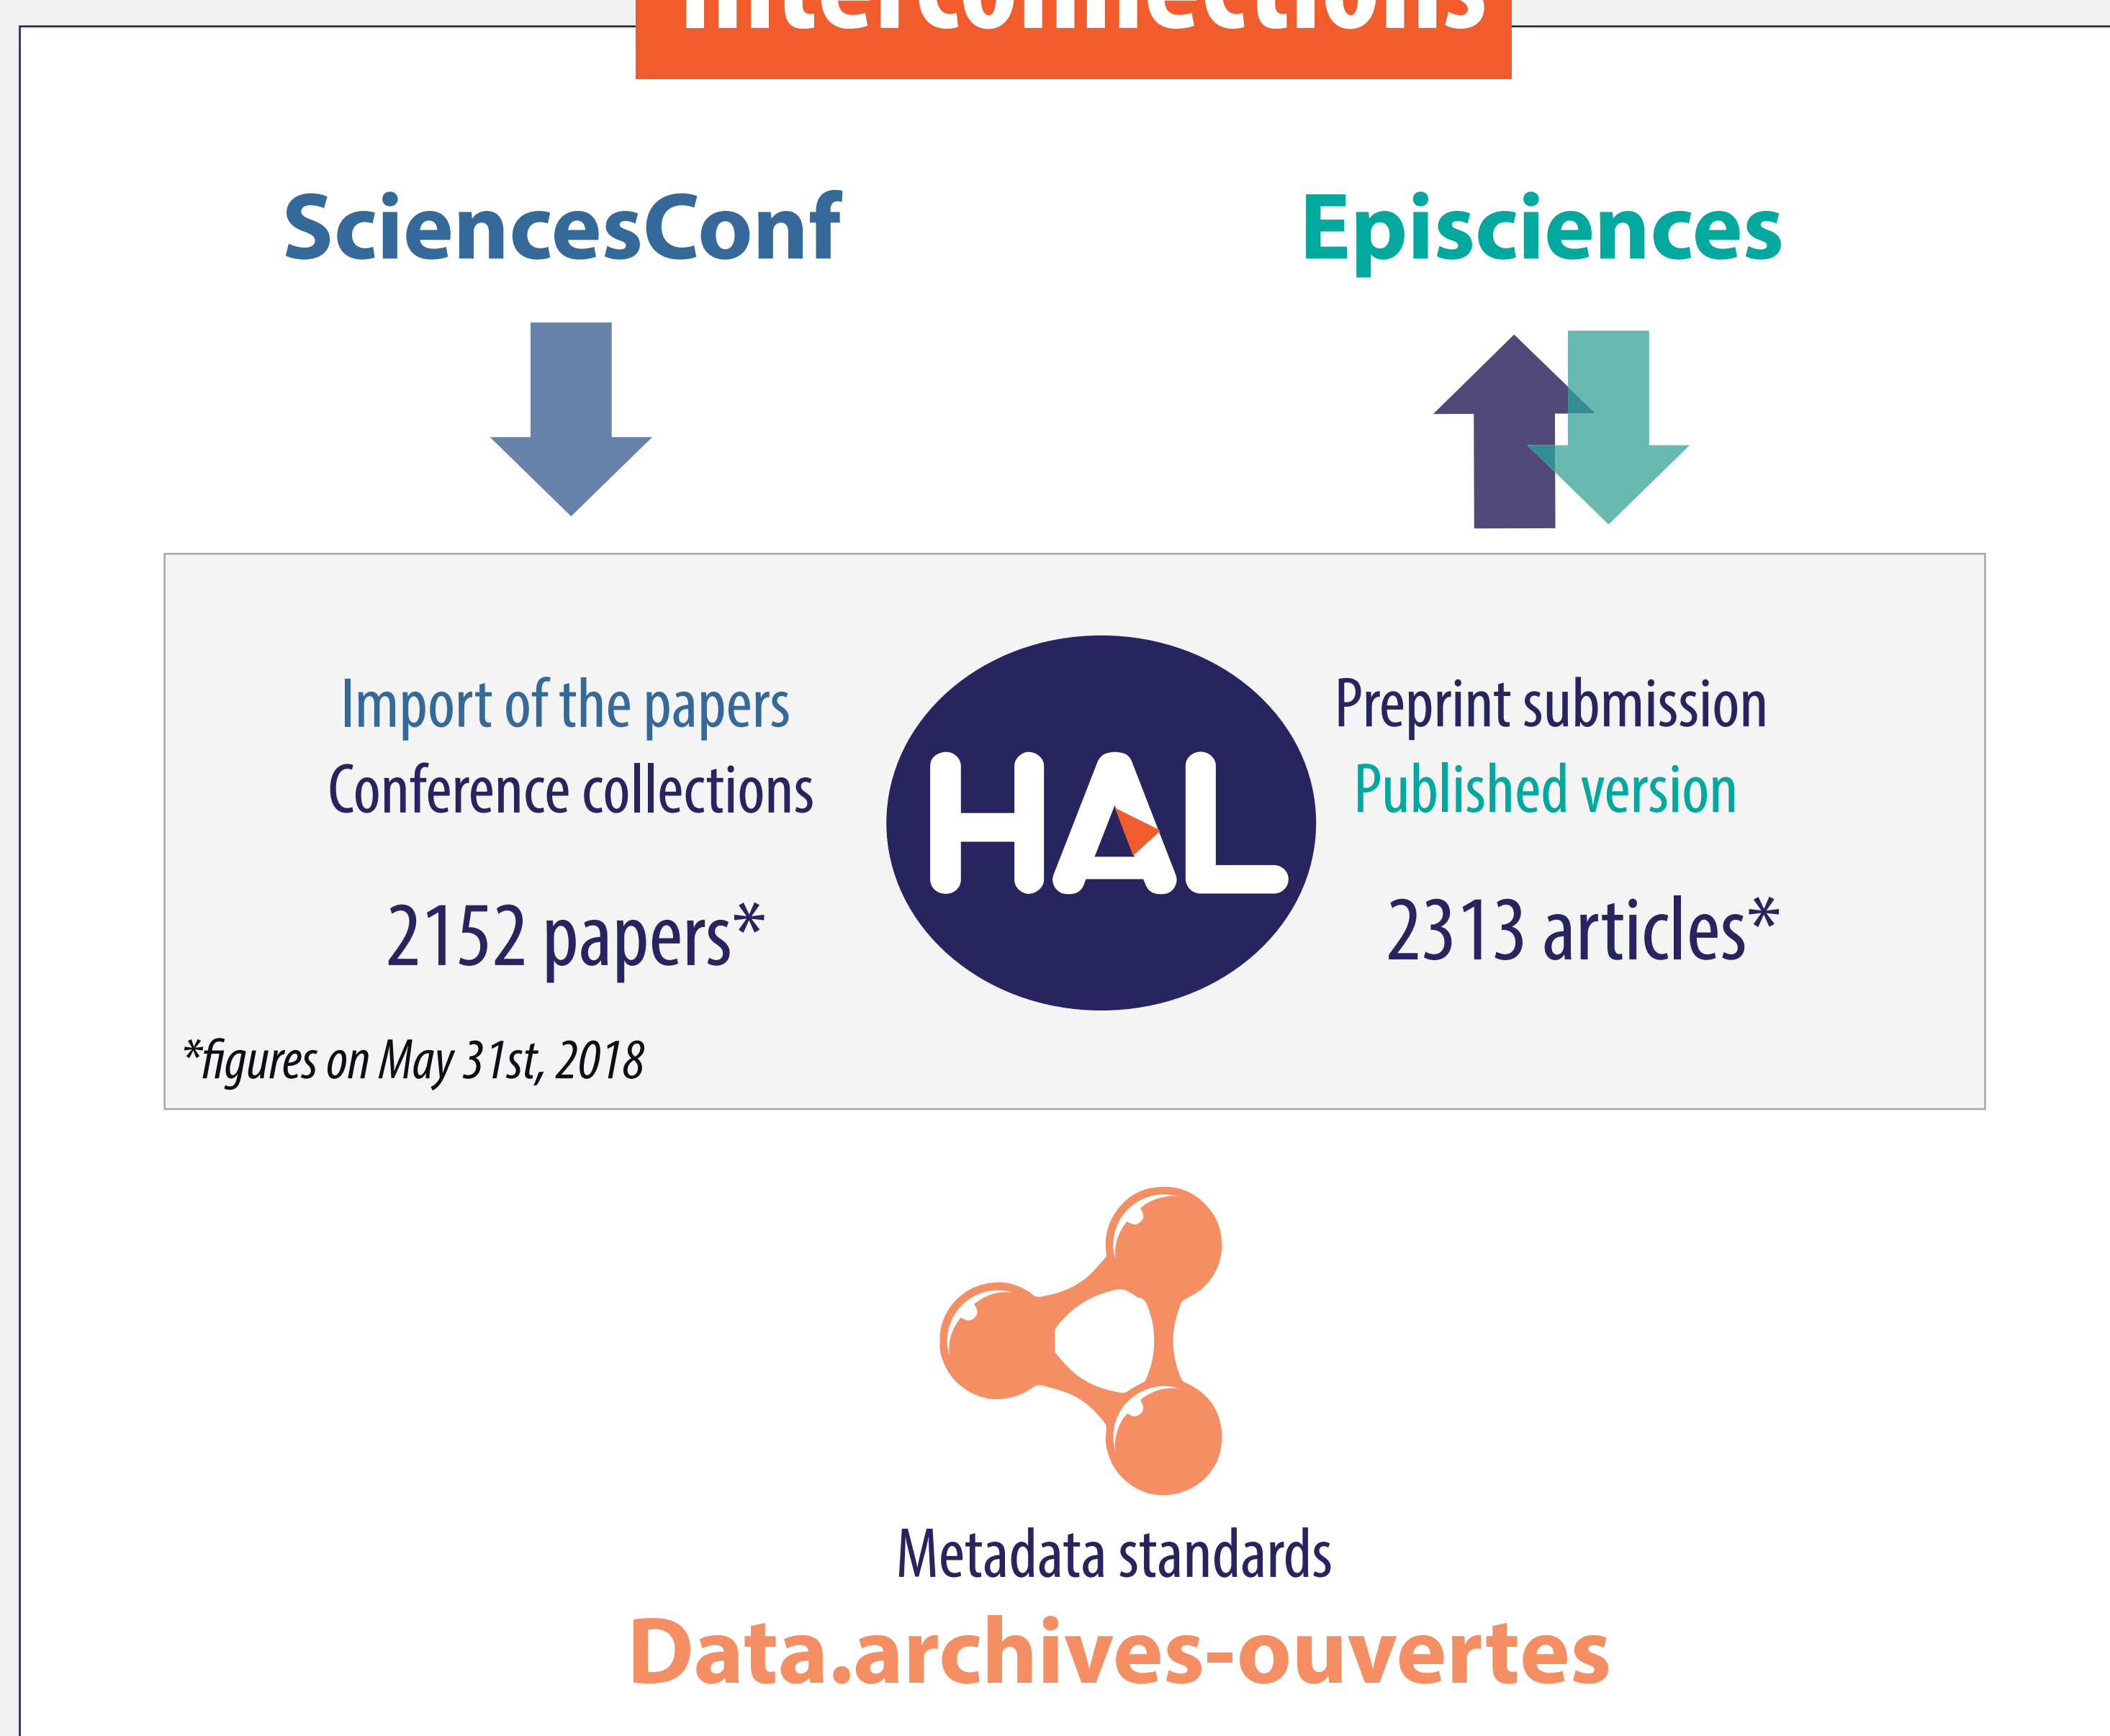 Interconnections
SciencesConf
Episciences
Import of the papers
Conference collections
2152 papers*
*figures on May 31st, 2018
HAL
Preprint submission
Published version
2313 articles*
Metadata standards
Data.archives-ouvertes